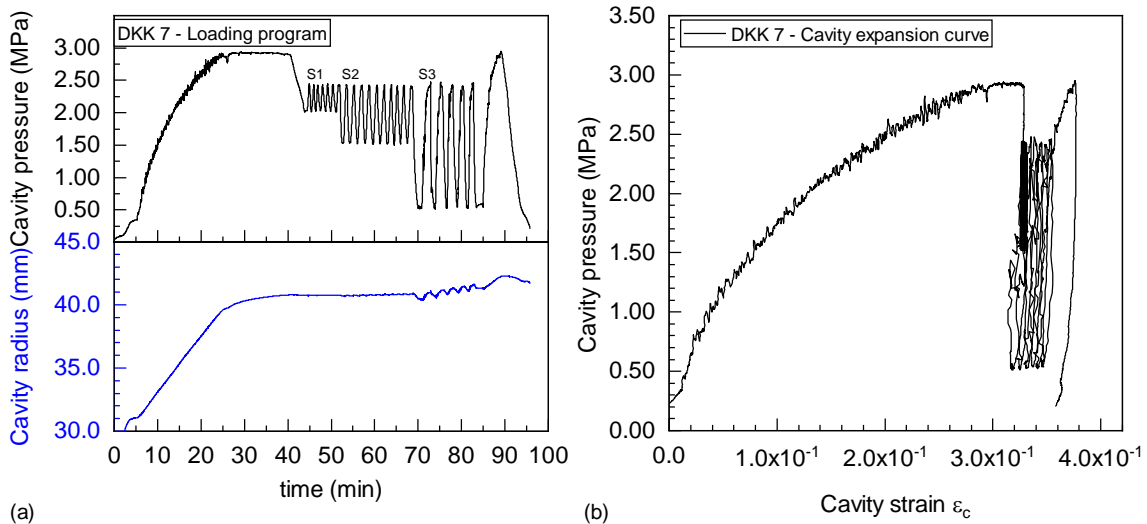 DKK 7 - Loading program
S1
S2
S3
3.00
2.50
2.00
1.50
1.00
0.50
Cavity pressure (MPa)
45.0
40.0
35.0
30.0
Cavity radius (mm)
0 10 20 30 40 50 60 70 80 90 100
time (min)
(a)
DKK 7 - Cavity expansion curve
3.50
3.00
2.50
2.00
1.50
1.00
0.50
0.00
Cavity pressure (MPa)
0 1.0x10⁻¹ 2.0x10⁻¹ 3.0x10⁻¹ 4.0x10⁻¹
Cavity strain εc
(b)